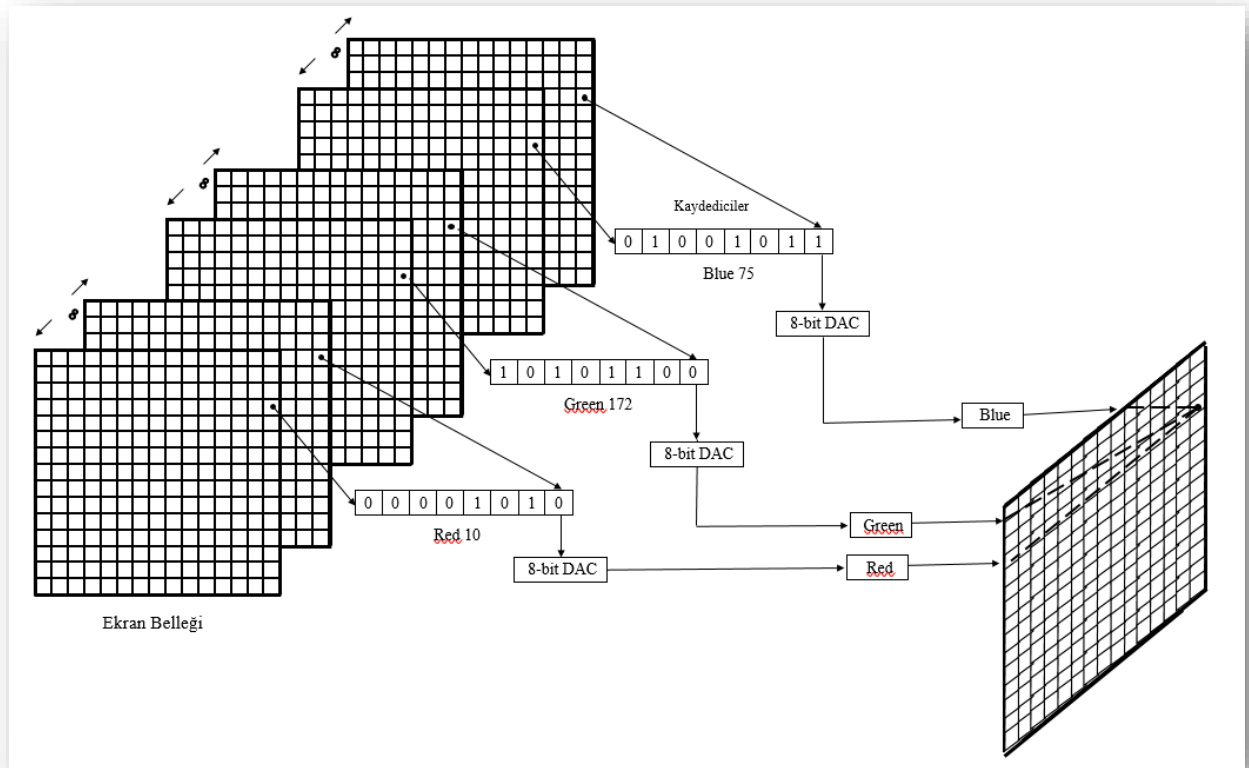 8
8
8
Kaydediciler
0 1 0 0 1 0 1 1
Blue 75
8-bit DAC
1 0 1 0 1 1 0 0
Green 172
8-bit DAC
Blue
0 0 0 0 1 0 1 0
Red 10
8-bit DAC
Green
Red
Ekran Belleği